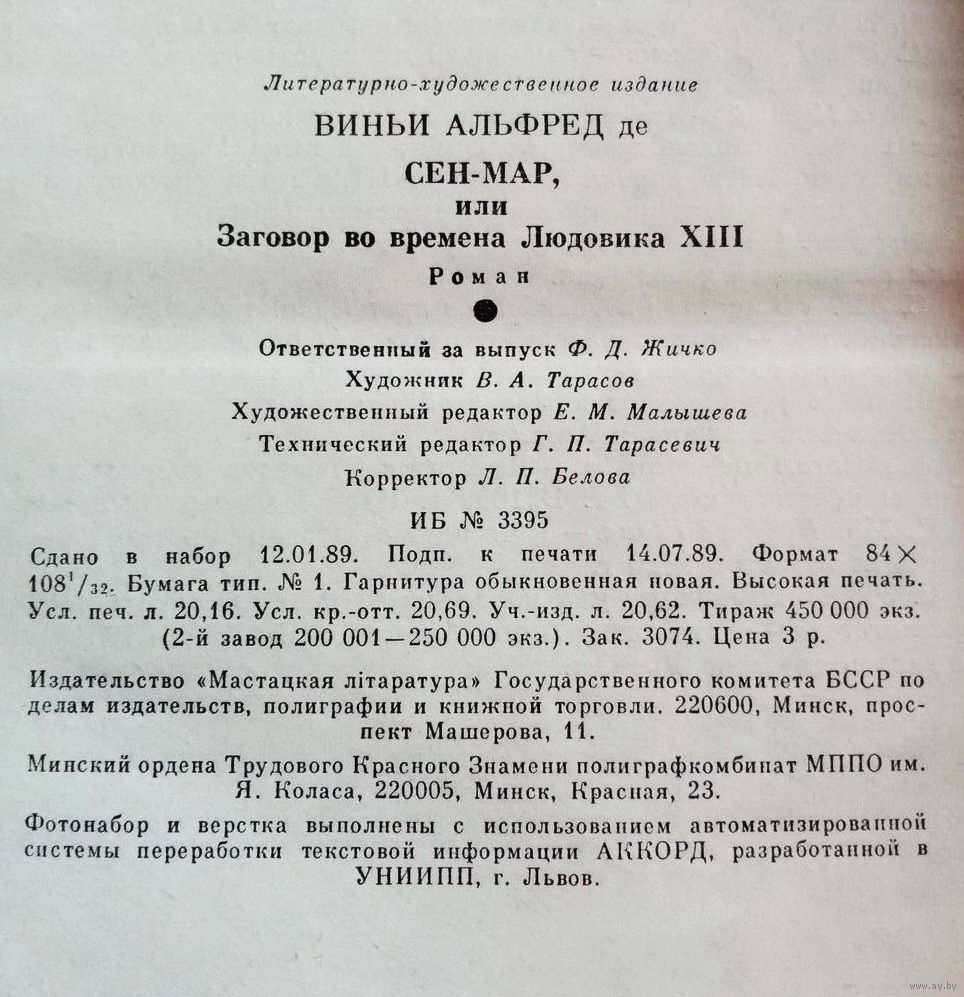 Литературно-художественное издание
ВИНЬИ АЛЬФРЕД де
СЕН-МАР,
или
Заговор во времена Людовика XIII
Роман
Ответственный за выпуск Ф. Д. Жичко
Художник В. А. Тарасов
Художественный редактор Е. М. Малышева
Технический редактор Г. П. Тарасевич
Корректор Л. П. Белова
ИБ № 3395
Сдано в набор 12.01.89. Подп. к печати 14.07.89. Формат 84×
108¹/₃₂. Бумага тип. № 1. Гарнитура обыкновенная новая. Высокая печать.
Усл. печ. л. 20,16. Усл. кр.-отт. 20,69. Уч.-изд. л. 20,62. Тираж 450 000 экз.
(2-й завод 200 001—250 000 экз.). Зак. 3074. Цена 3 р.
Издательство «Мастацкая літаратура» Государственного комитета БССР по
делам издательств, полиграфии и книжной торговли. 220600, Минск, прос-
пект Машерова, 11.
Минский ордена Трудового Красного Знамени полиграфкомбинат МППО им.
Я. Коласа, 220005, Минск, Красная, 23.
Фотонабор и верстка выполнены с использованием автоматизированной
системы переработки текстовой информации АККОРД, разработанной в
УНИИПП, г. Львов.
www.ay.by